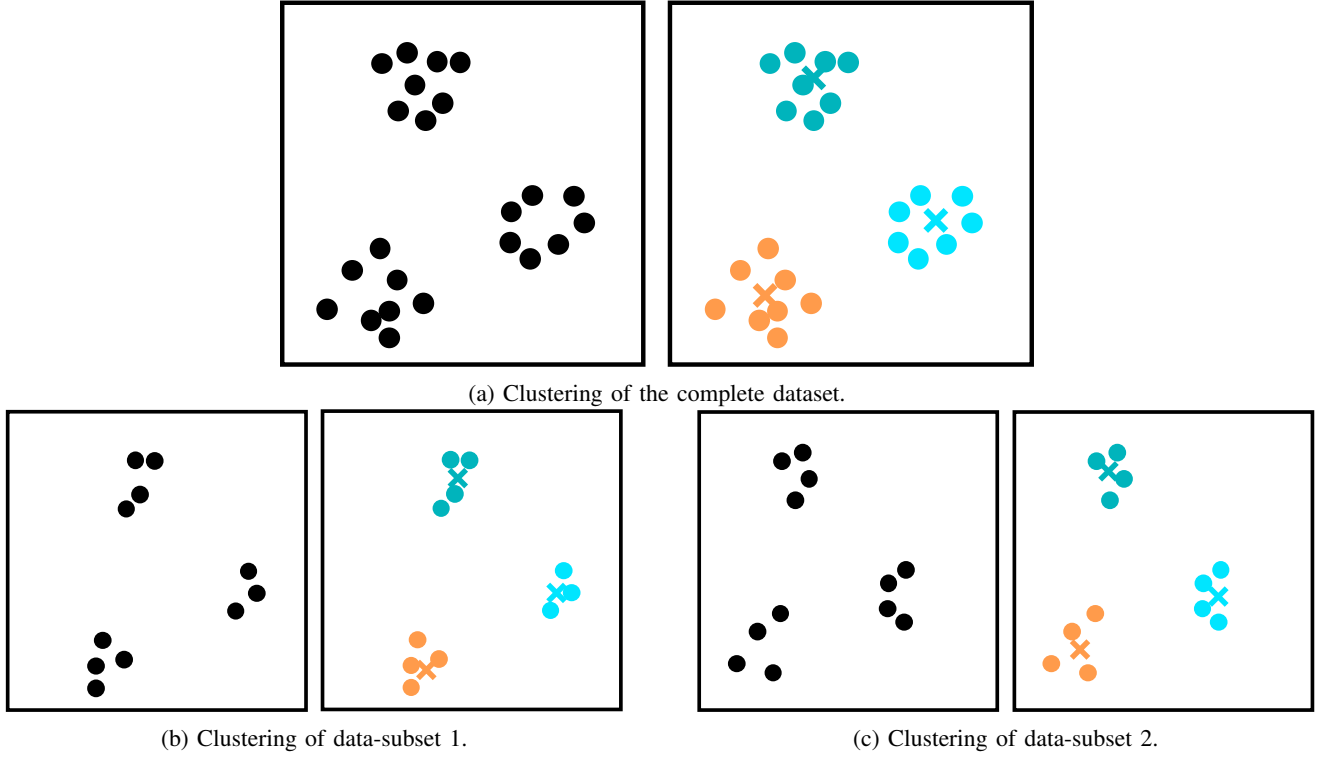 (a) Clustering of the complete dataset.
(b) Clustering of data-subset 1.
(c) Clustering of data-subset 2.